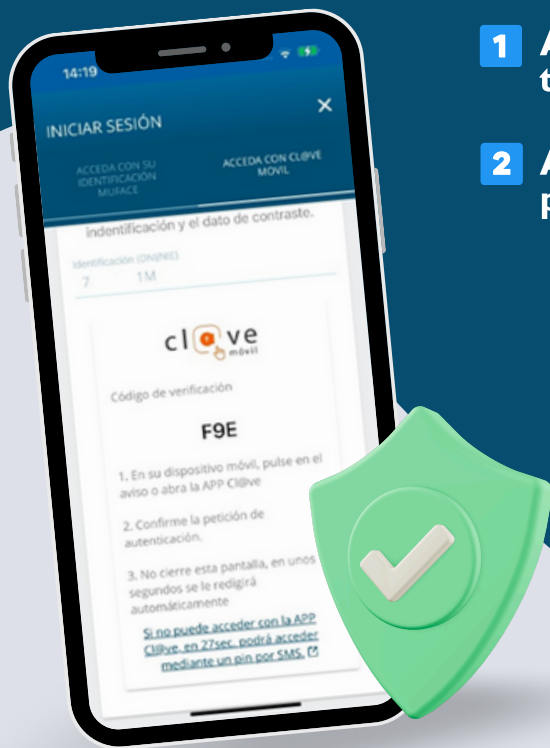 14:19
INICIAR SESIÓN
ACCEDA CON SU
IDENTIFICACIÓN
MUFACE
ACCEDA CON CL@VE
MOVIL
indentificación y el dato de contraste.
Identificación (DNI/NIE)
7 1M
cl@ve
móvil
Código de verificación
F9E
1. En su dispositivo móvil, pulse en el
aviso o abra la APP Cl@ve
2. Confirme la petición de
autenticación.
3. No cierre esta pantalla, en unos
segundos se le redigirá
automáticamente
Si no puede acceder con la APP
Cl@ve, en 27sec. podrá acceder
mediante un pin por SMS.
1
2